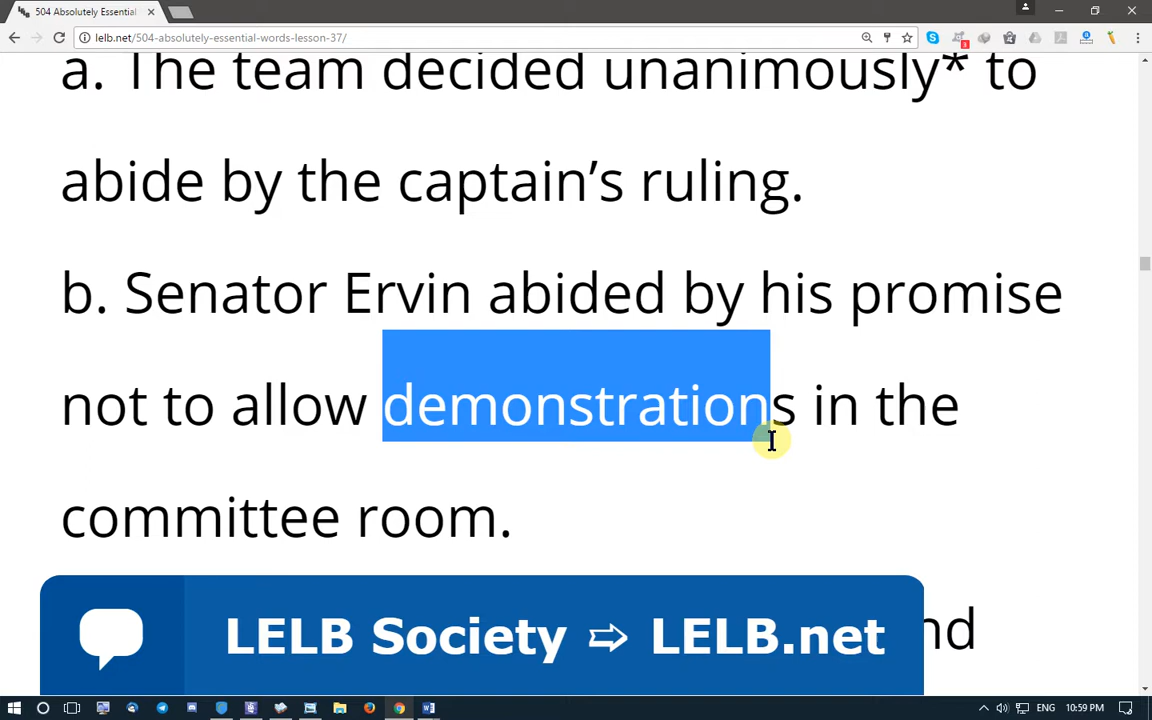 504 Absolutely Essential
lelb.net/504-absolutely-essential-words-lesson-37/
a. The team decided unanimously* to
abide by the captain’s ruling.
b. Senator Ervin abided by his promise
not to allow demonstrations in the
committee room.
nd
LELB Society ⇨ LELB.net
ENG 10:59 PM